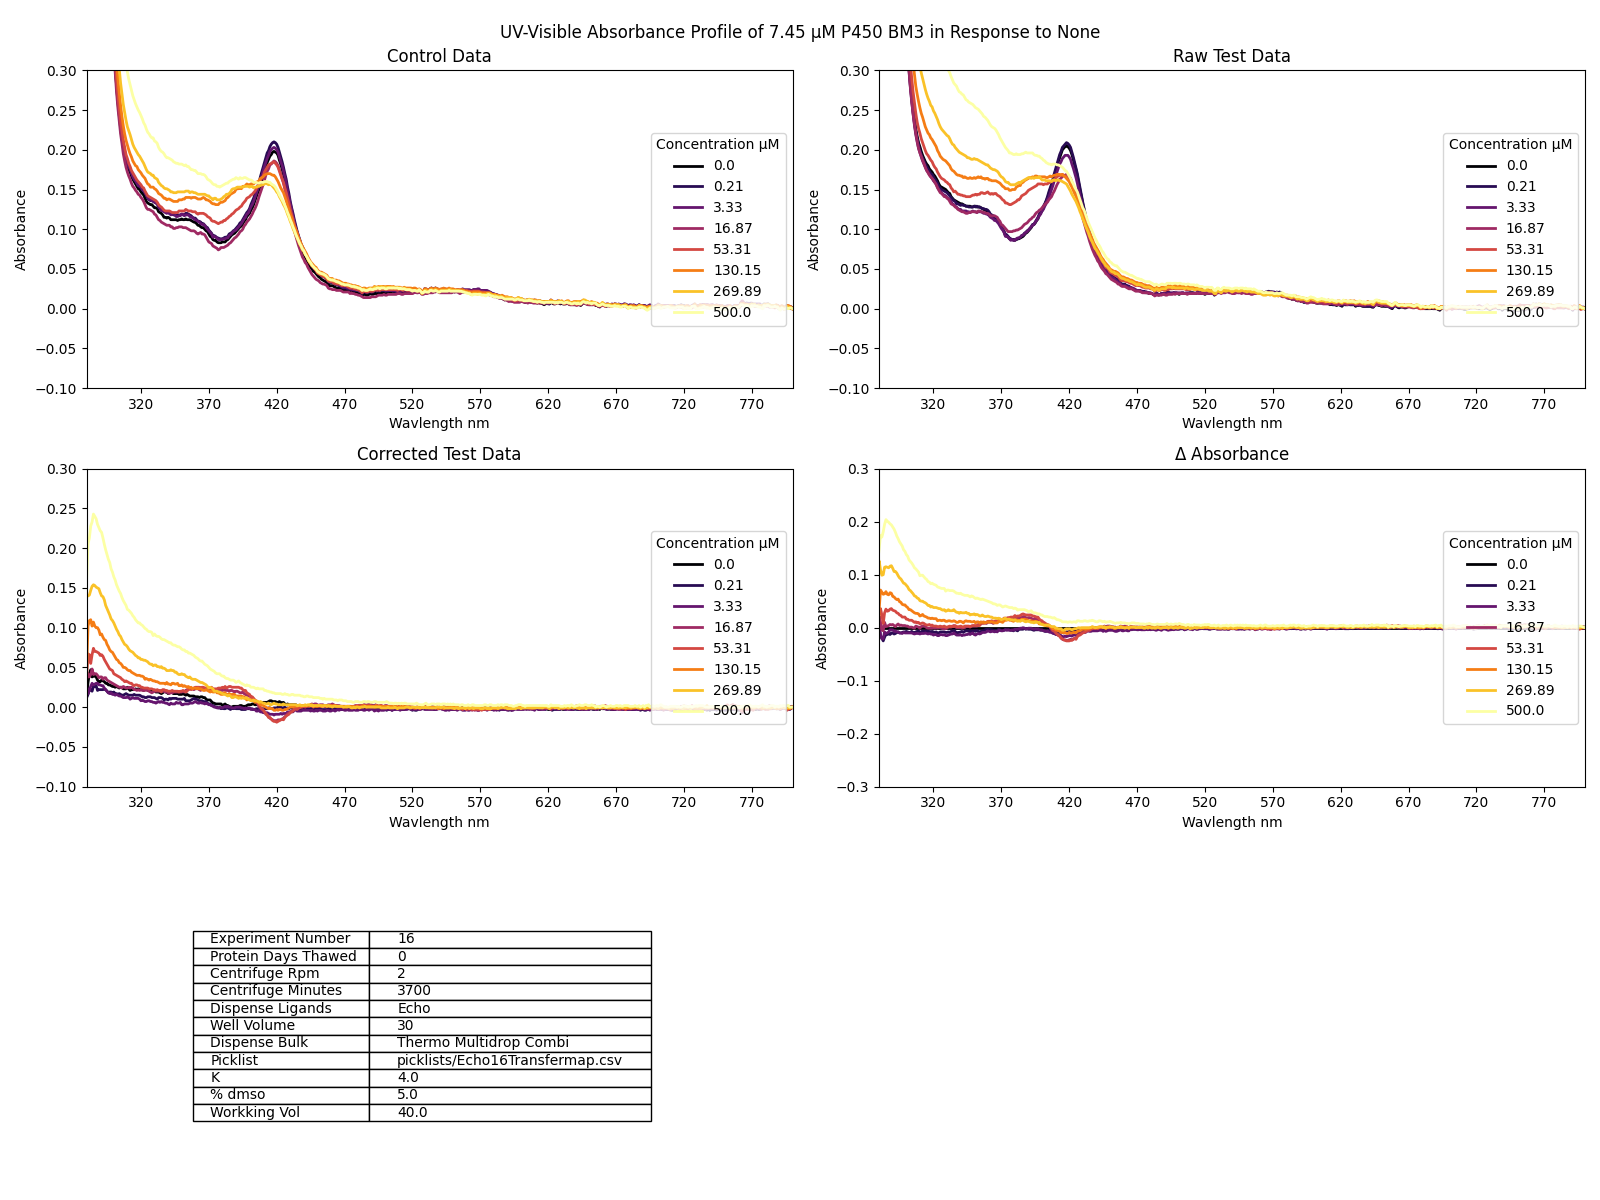 UV-Visible Absorbance Profile of 7.45 µM P450 BM3 in Response to None
Control Data
Absorbance
0.30
0.25
0.20
0.15
0.10
0.05
0.00
−0.05
−0.10
320 370 420 470 520 570 620 670 720 770
Wavlength nm
Concentration µM
0.0
0.21
3.33
16.87
53.31
130.15
269.89
500.0
Raw Test Data
Absorbance
0.30
0.25
0.20
0.15
0.10
0.05
0.00
−0.05
−0.10
320 370 420 470 520 570 620 670 720 770
Wavlength nm
Concentration µM
0.0
0.21
3.33
16.87
53.31
130.15
269.89
500.0
Corrected Test Data
Absorbance
0.30
0.25
0.20
0.15
0.10
0.05
0.00
−0.05
−0.10
320 370 420 470 520 570 620 670 720 770
Wavlength nm
Concentration µM
0.0
0.21
3.33
16.87
53.31
130.15
269.89
500.0
Δ Absorbance
Absorbance
0.3
0.2
0.1
0.0
−0.1
−0.2
−0.3
320 370 420 470 520 570 620 670 720 770
Wavlength nm
Concentration µM
0.0
0.21
3.33
16.87
53.31
130.15
269.89
500.0
Experiment Number 16
Protein Days Thawed 0
Centrifuge Rpm 2
Centrifuge Minutes 3700
Dispense Ligands Echo
Well Volume 30
Dispense Bulk Thermo Multidrop Combi
Picklist picklists/Echo16Transfermap.csv
K 4.0
% dmso 5.0
Workking Vol 40.0